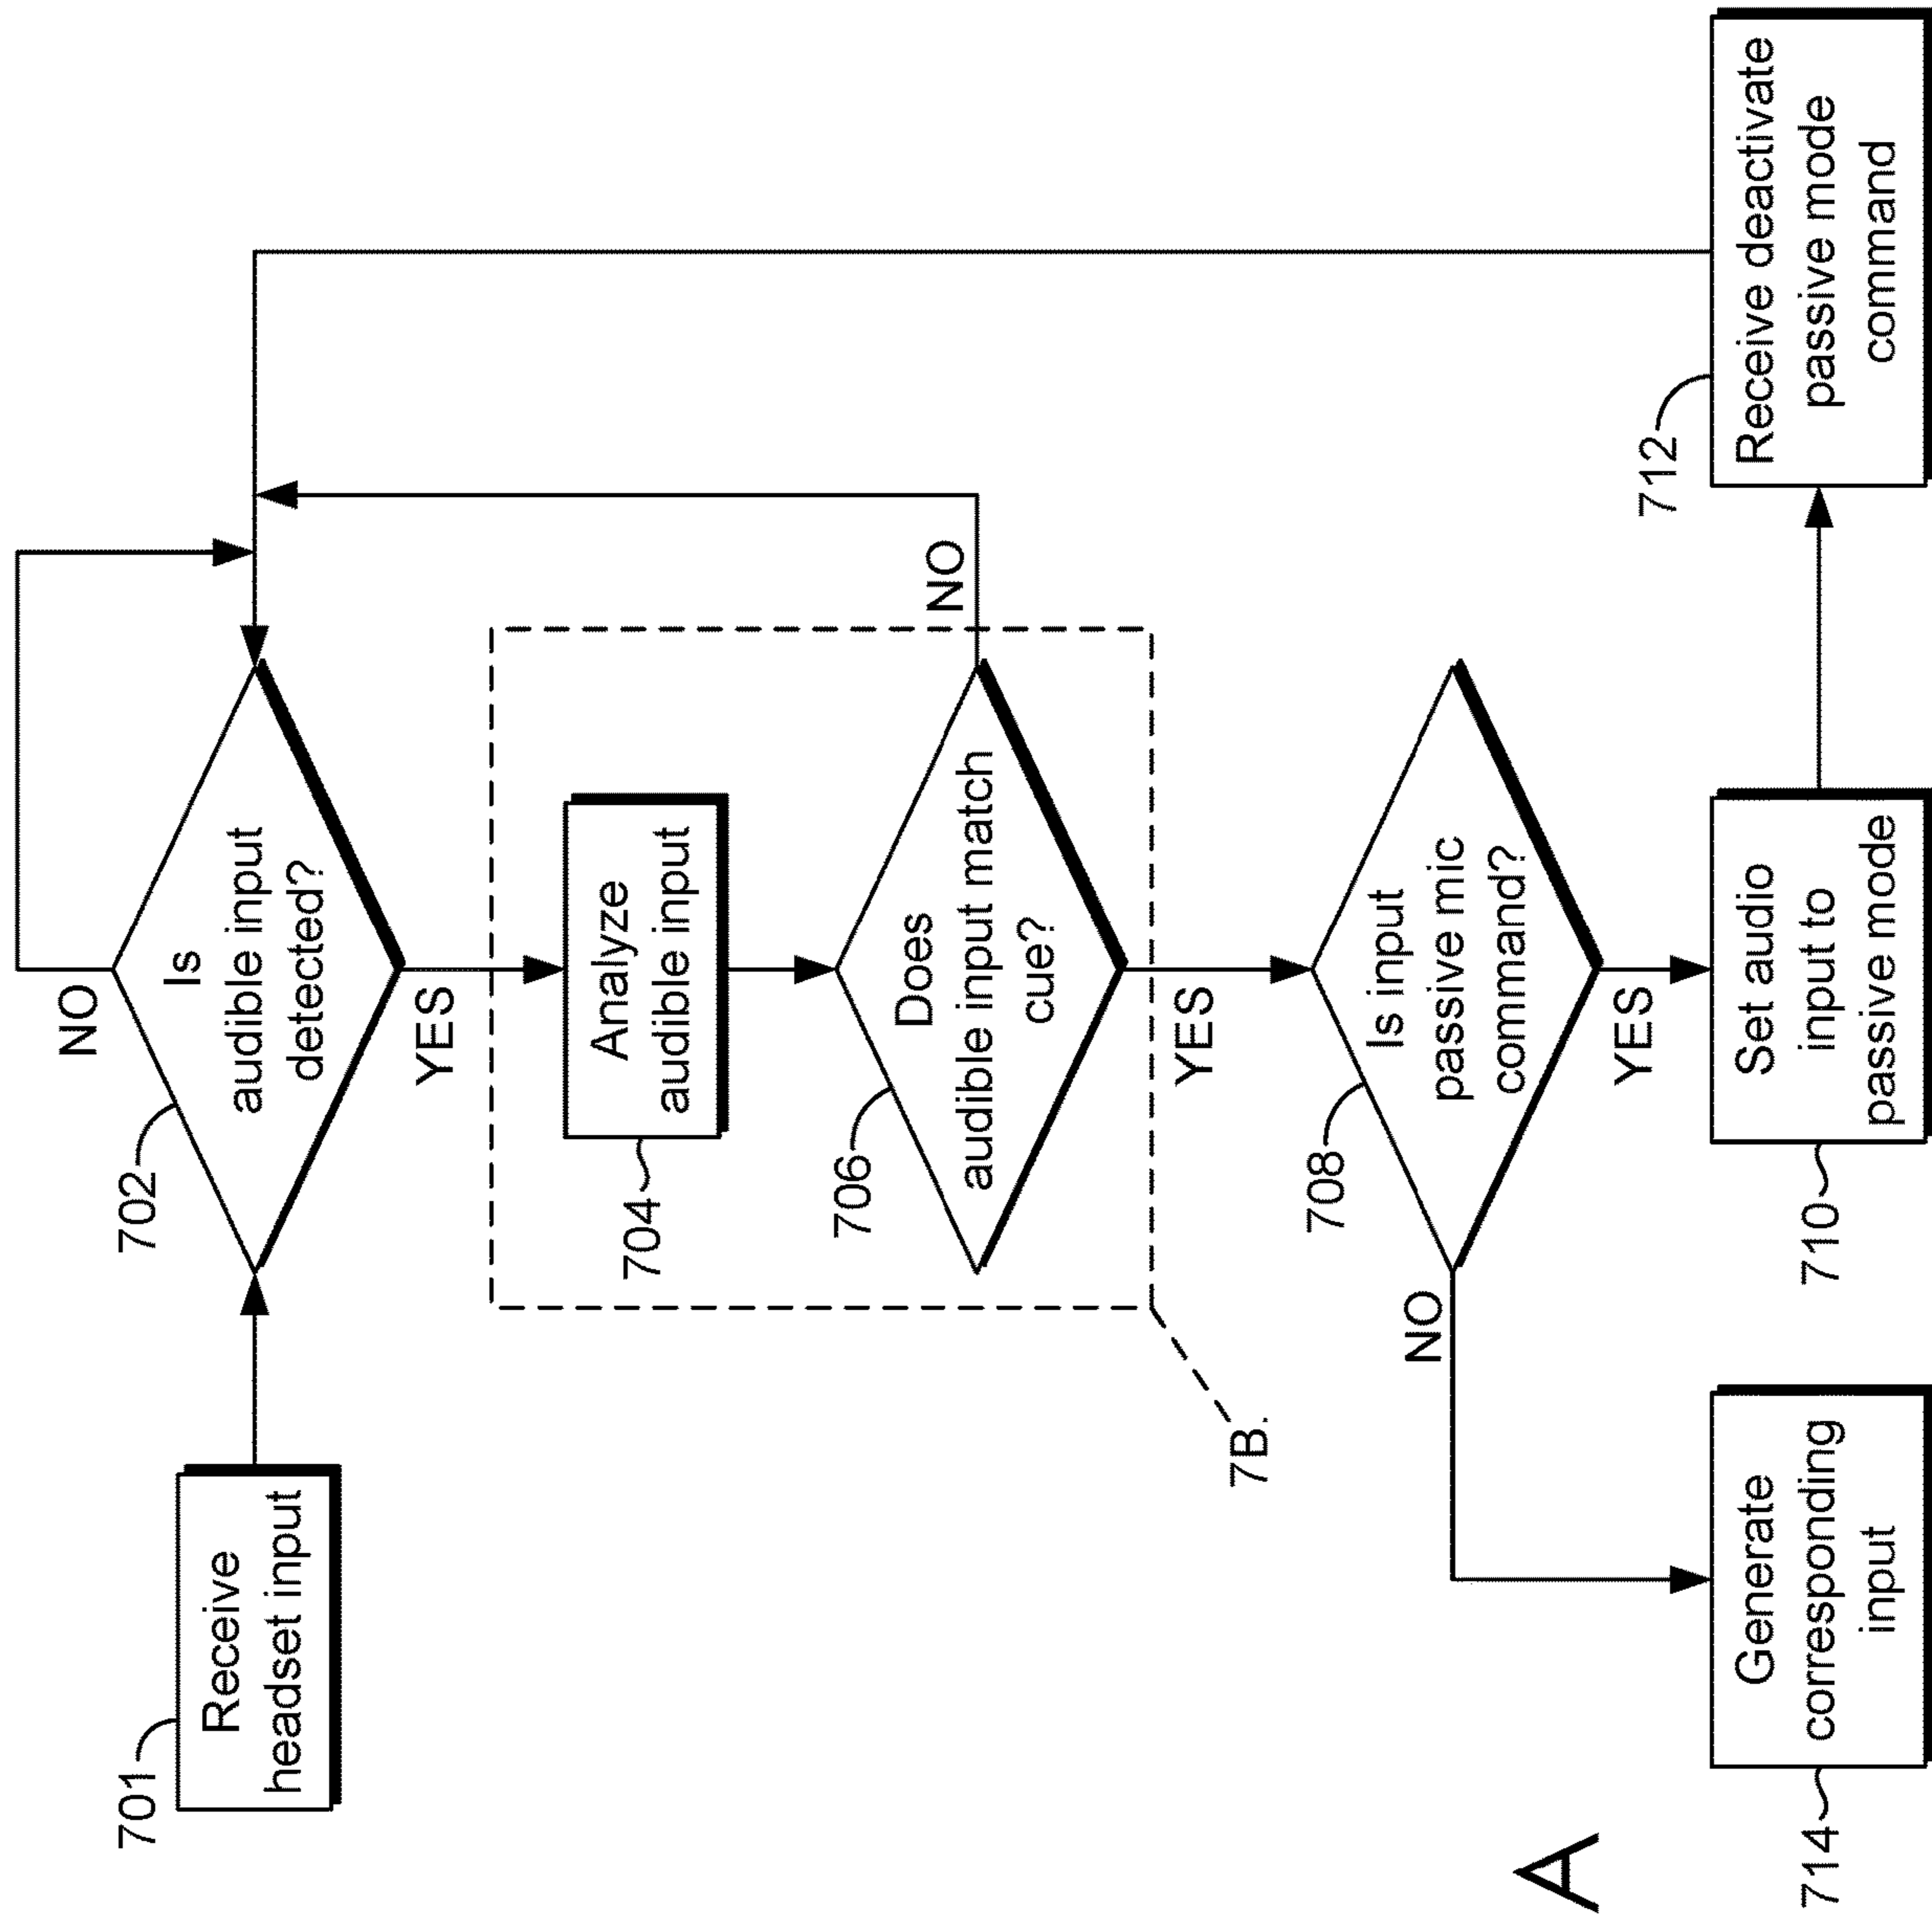 701
Receive
headset input
702
NO
Is
audible input
detected?
YES
704
Analyze
audible input
706
Does
audible input match
cue?
NO
YES
7B.
708
Is input
passive mic
command?
NO
YES
714
Generate
corresponding
input
710
Set audio
input to
passive mode
712
Receive deactivate
passive mode
command
A